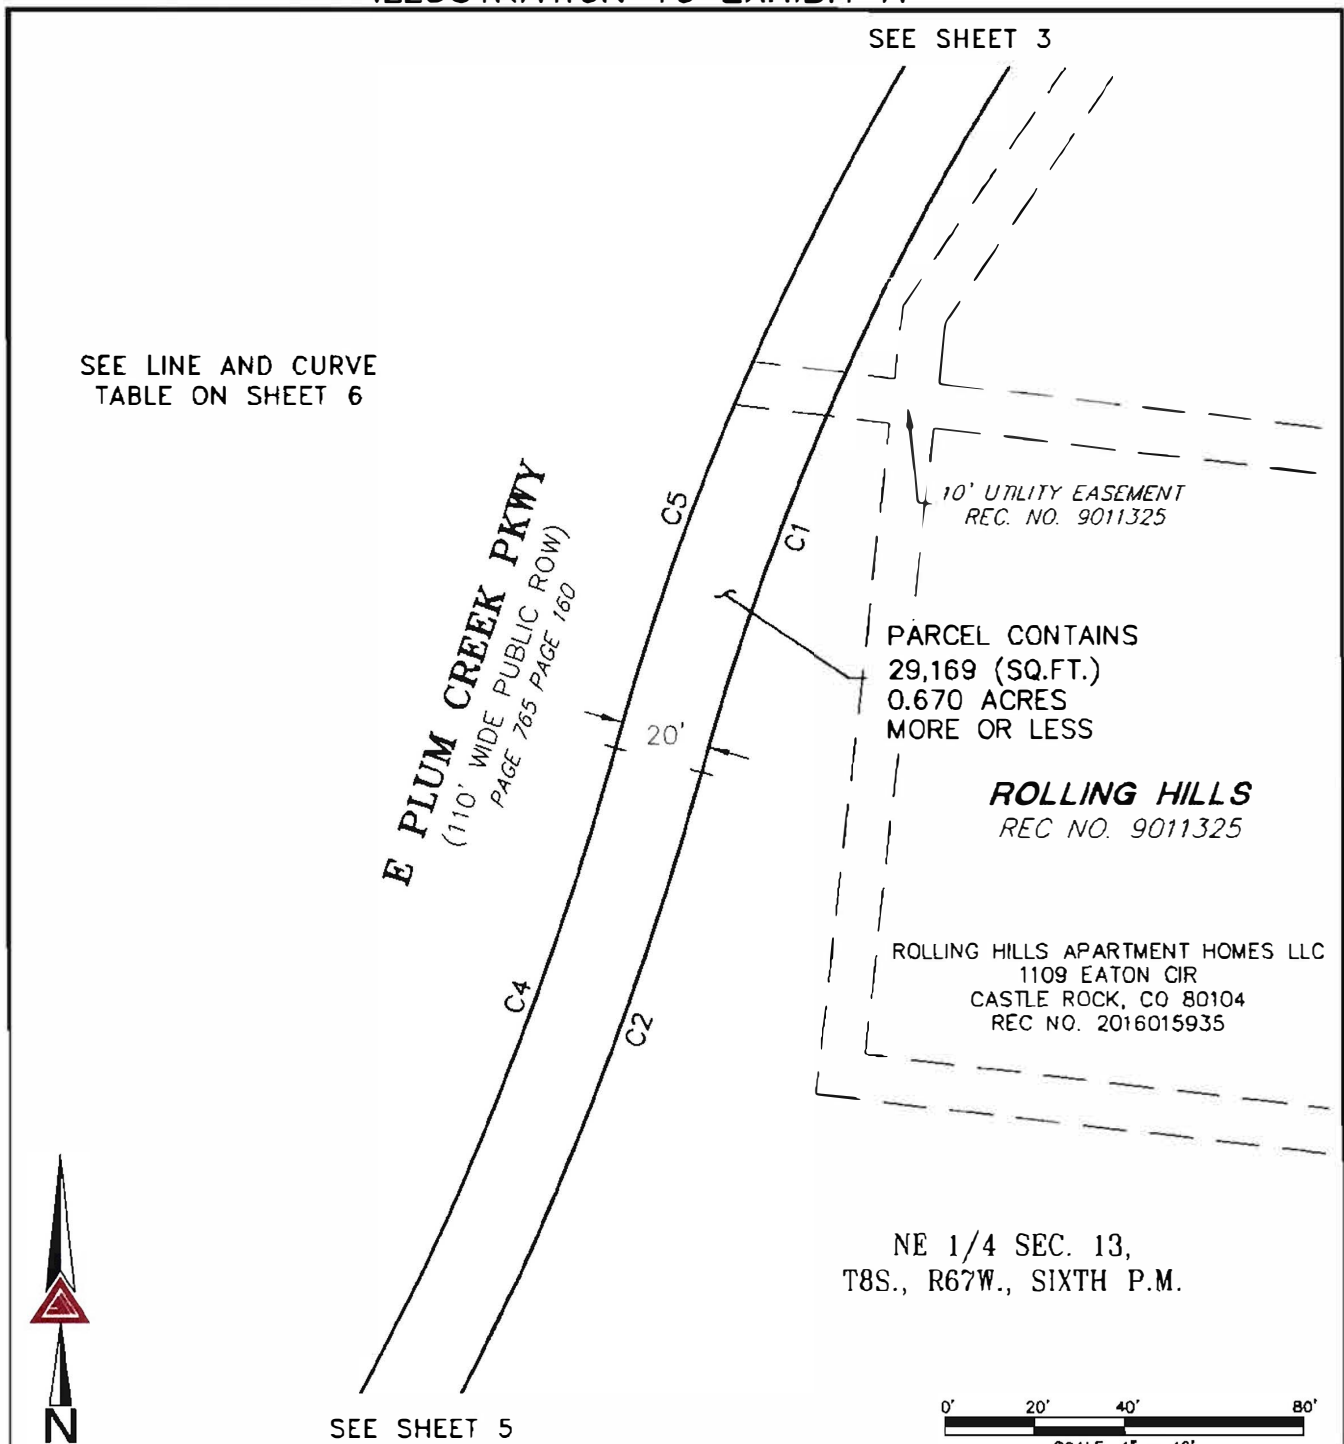 ILLUSTRATION TO EXHIBIT A
SEE SHEET 3
SEE LINE AND CURVE
TABLE ON SHEET 6
E PLUM CREEK PKWY
(110' WIDE PUBLIC ROW)
PAGE 765 PAGE 160
C5
C1
10' UTILITY EASEMENT
REC. NO. 9011325
PARCEL CONTAINS
29,169 (SQ.FT.)
0.670 ACRES
MORE OR LESS
20'
ROLLING HILLS
REC NO. 9011325
ROLLING HILLS APARTMENT HOMES LLC
1109 EATON CIR
CASTLE ROCK, CO 80104
REC NO. 2016015935
C4
C2
NE 1/4 SEC. 13,
T8S., R67W., SIXTH P.M.
N
SEE SHEET 5
0' 20' 40' 80'